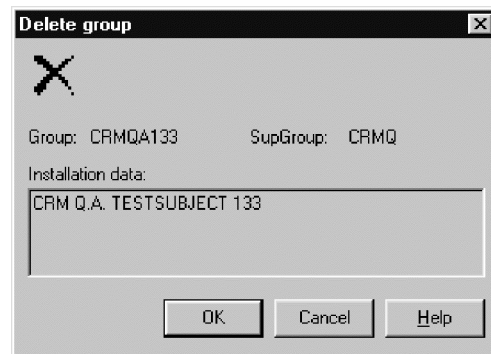 Delete group
Group: CRMQA133 SupGroup: CRMQ
Installation data:
CRM Q.A. TESTSUBJECT 133
OK Cancel Help